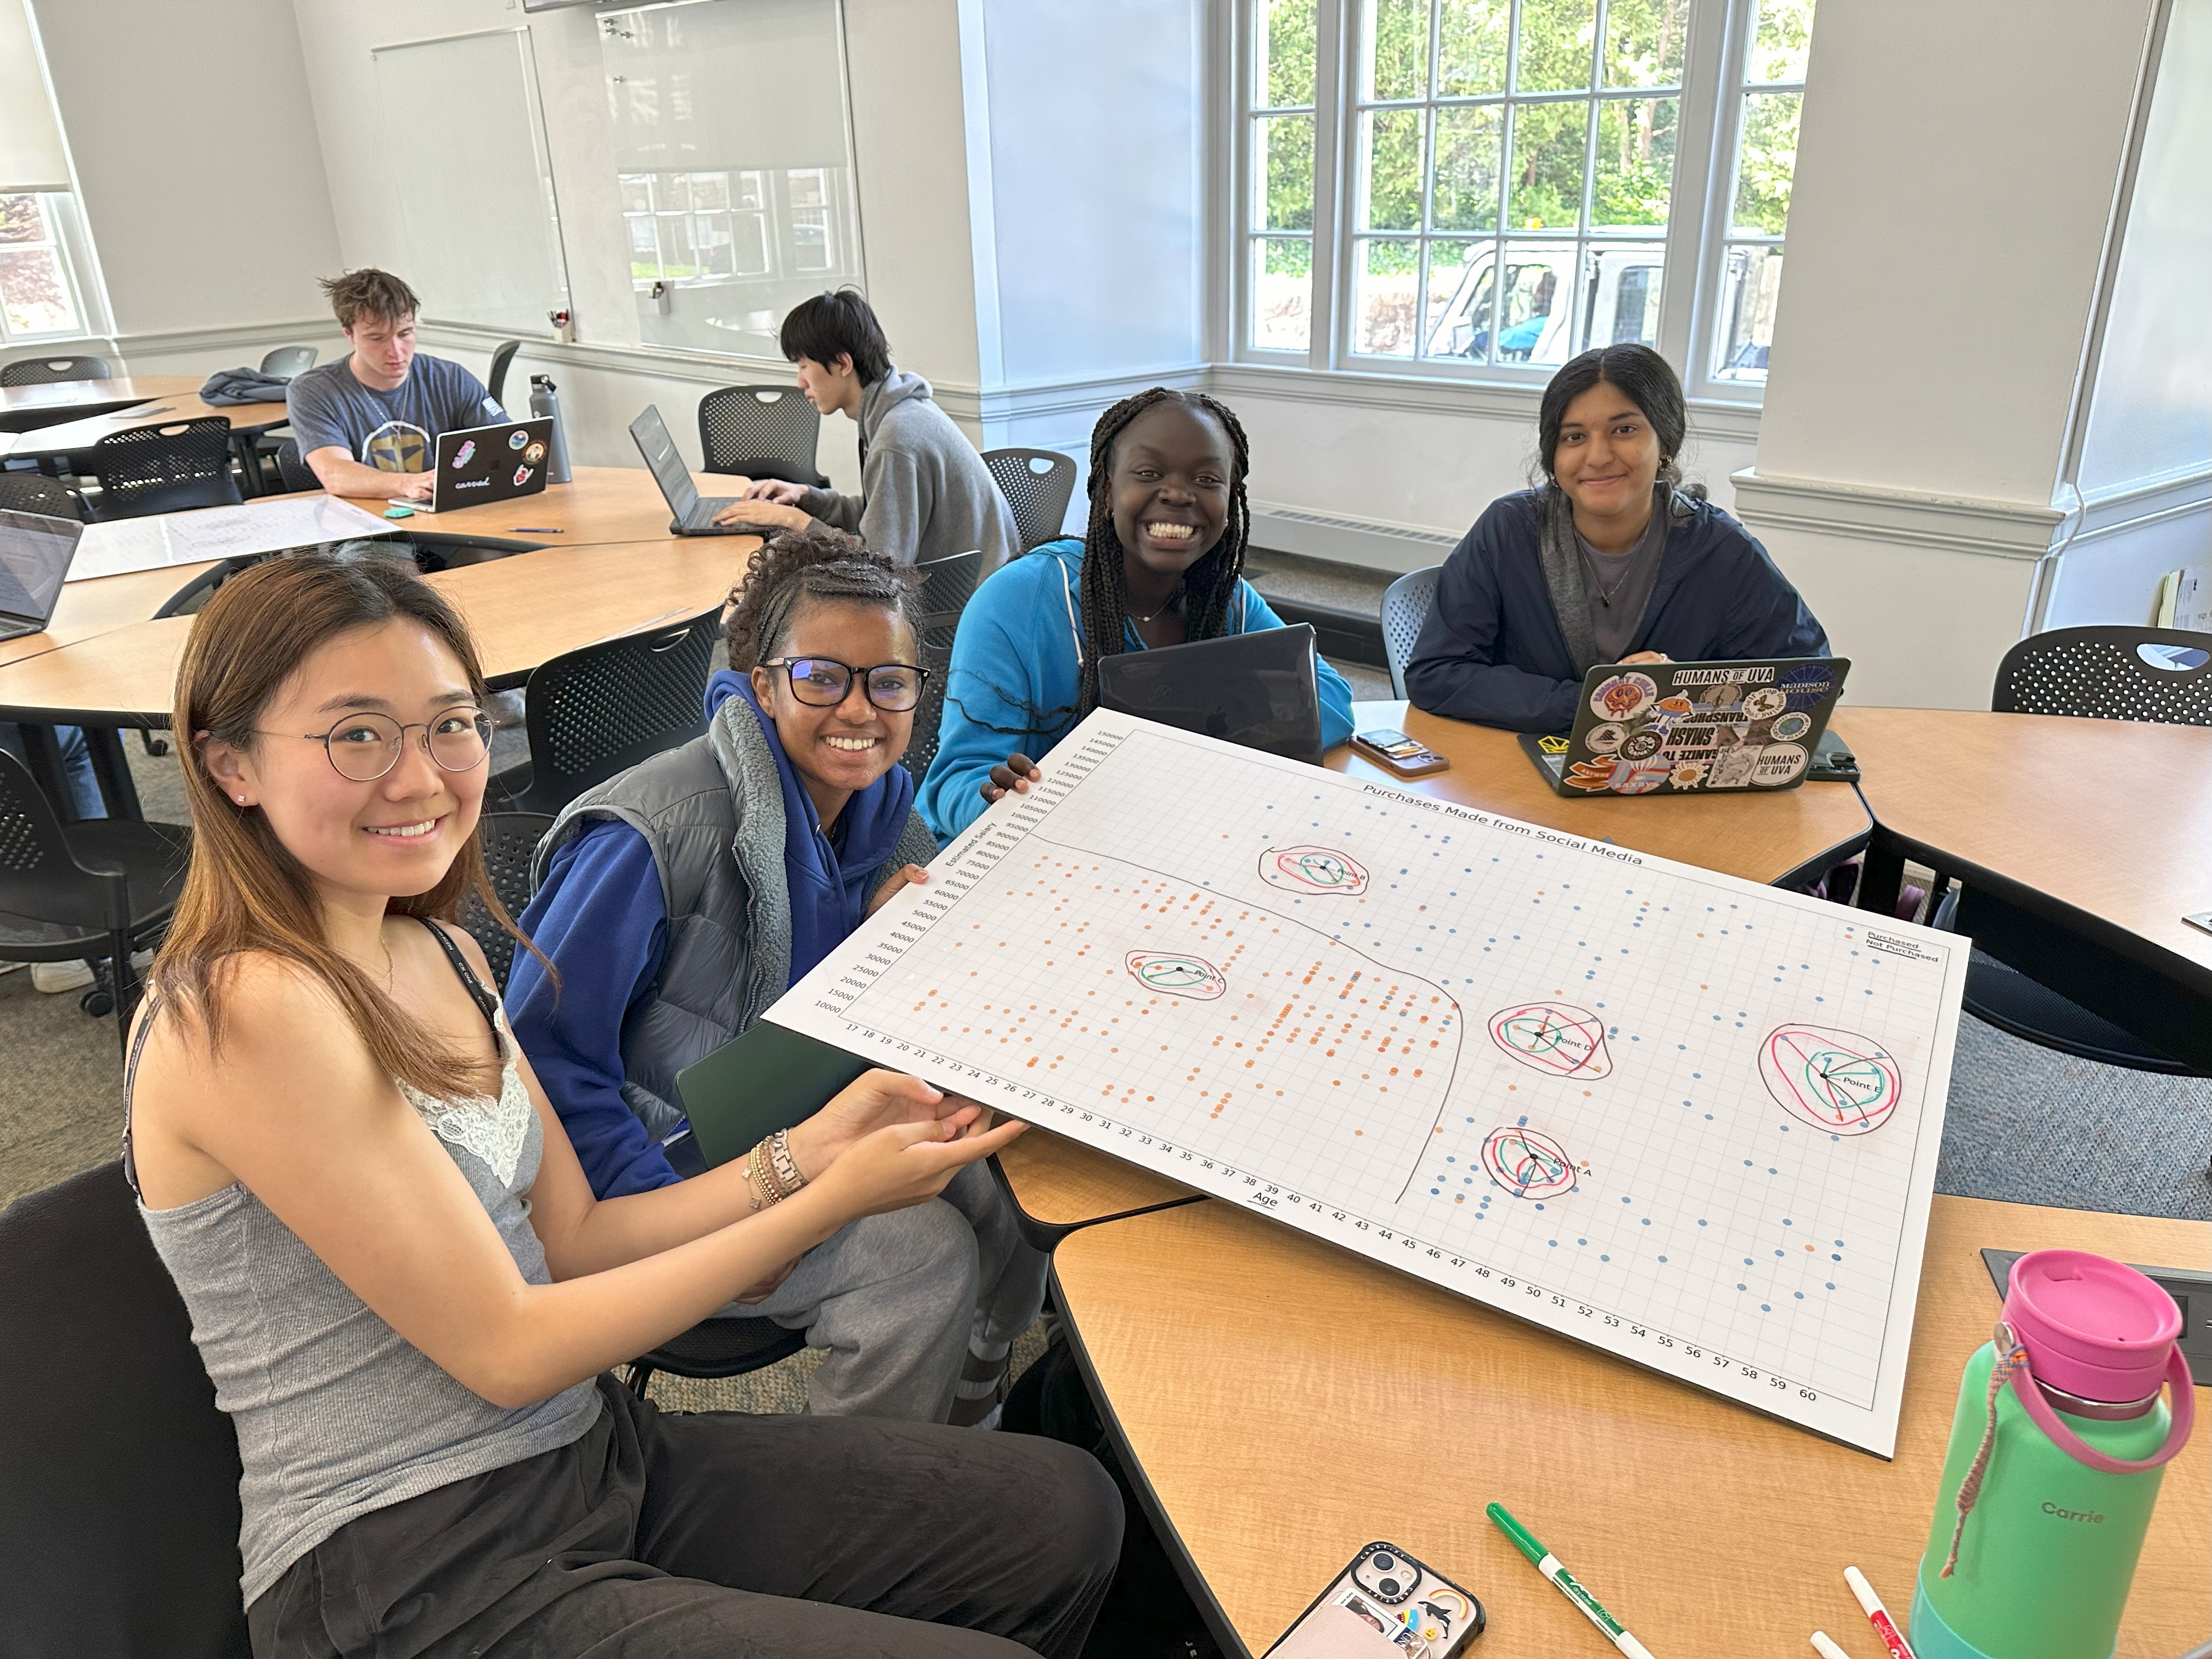 carved
HUMANS OF UVA
MADISON HOUSE
SMASH
HUMANS
OF UVA
Purchases Made from Social Media
Purchased
Not Purchased
Estimated Salary
150000
145000
140000
135000
130000
125000
120000
115000
110000
105000
100000
95000
90000
85000
80000
75000
70000
65000
60000
55000
50000
45000
40000
35000
30000
25000
20000
15000
10000
Point B
Point C
Point D
Point E
Point A
17 18 19 20 21 22 23 24 25 26 27 28 29 30 31 32 33 34 35 36 37 38 39 40 41 42 43 44 45 46 47 48 49 50 51 52 53 54 55 56 57 58 59 60
Age
Carrie